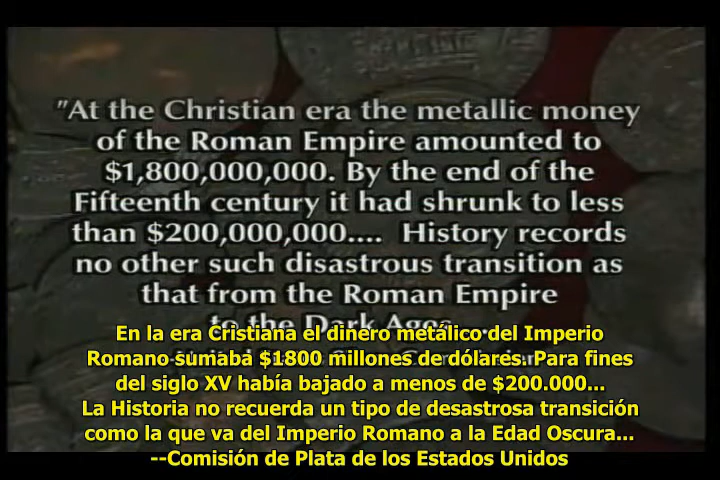 "At the Christian era the metallic money
of the Roman Empire amounted to
$1,800,000,000. By the end of the
Fifteenth century it had shrunk to less
than $200,000,000.... History records
no other such disastrous transition as
that from the Roman Empire
to the Dark Ages
En la era Cristiana el dinero metálico del Imperio
Romano sumaba $1800 millones de dólares. Para fines
del siglo XV había bajado a menos de $200.000...
La Historia no recuerda un tipo de desastrosa transición
como la que va del Imperio Romano a la Edad Oscura...
--Comisión de Plata de los Estados Unidos